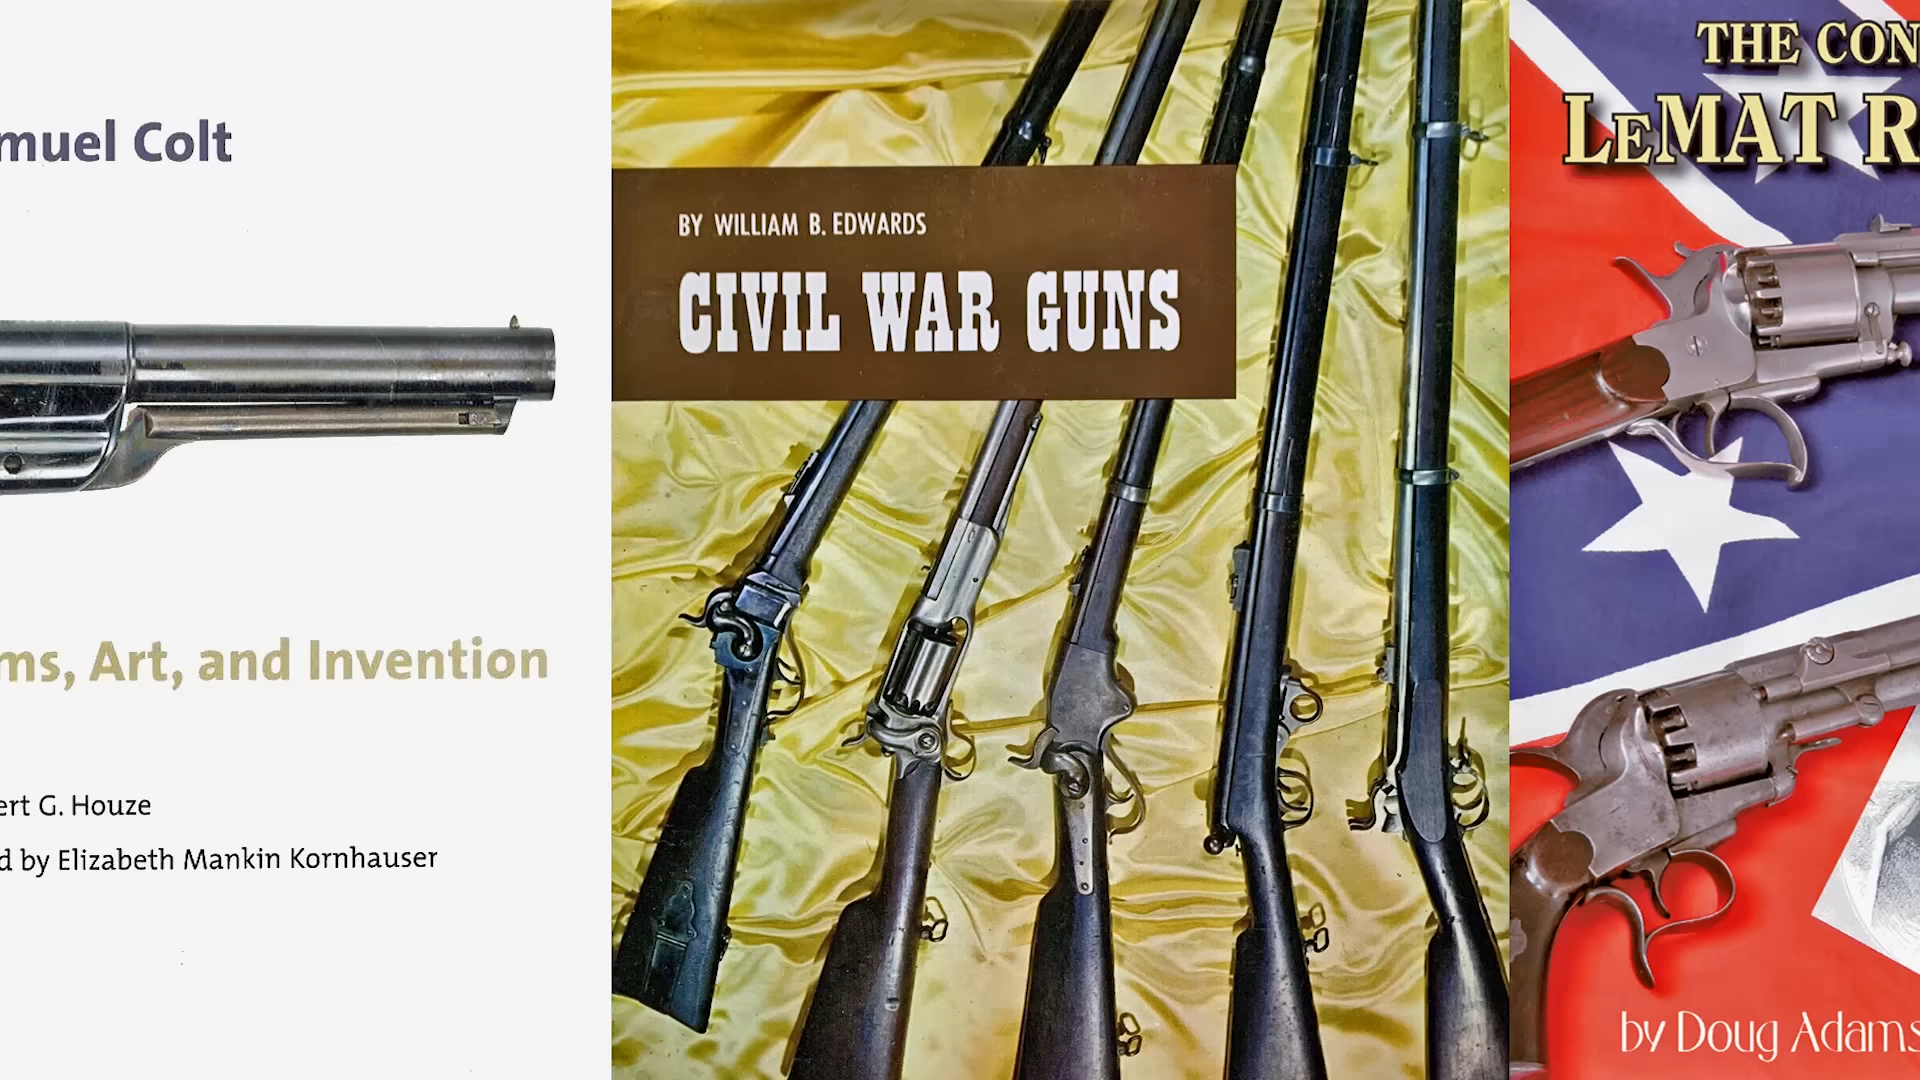 muel Colt
ms, Art, and Invention
ert G. Houze
d by Elizabeth Mankin Kornhauser
BY WILLIAM B. EDWARDS
CIVIL WAR GUNS
THE CON
LEMAT R
by Doug Adams